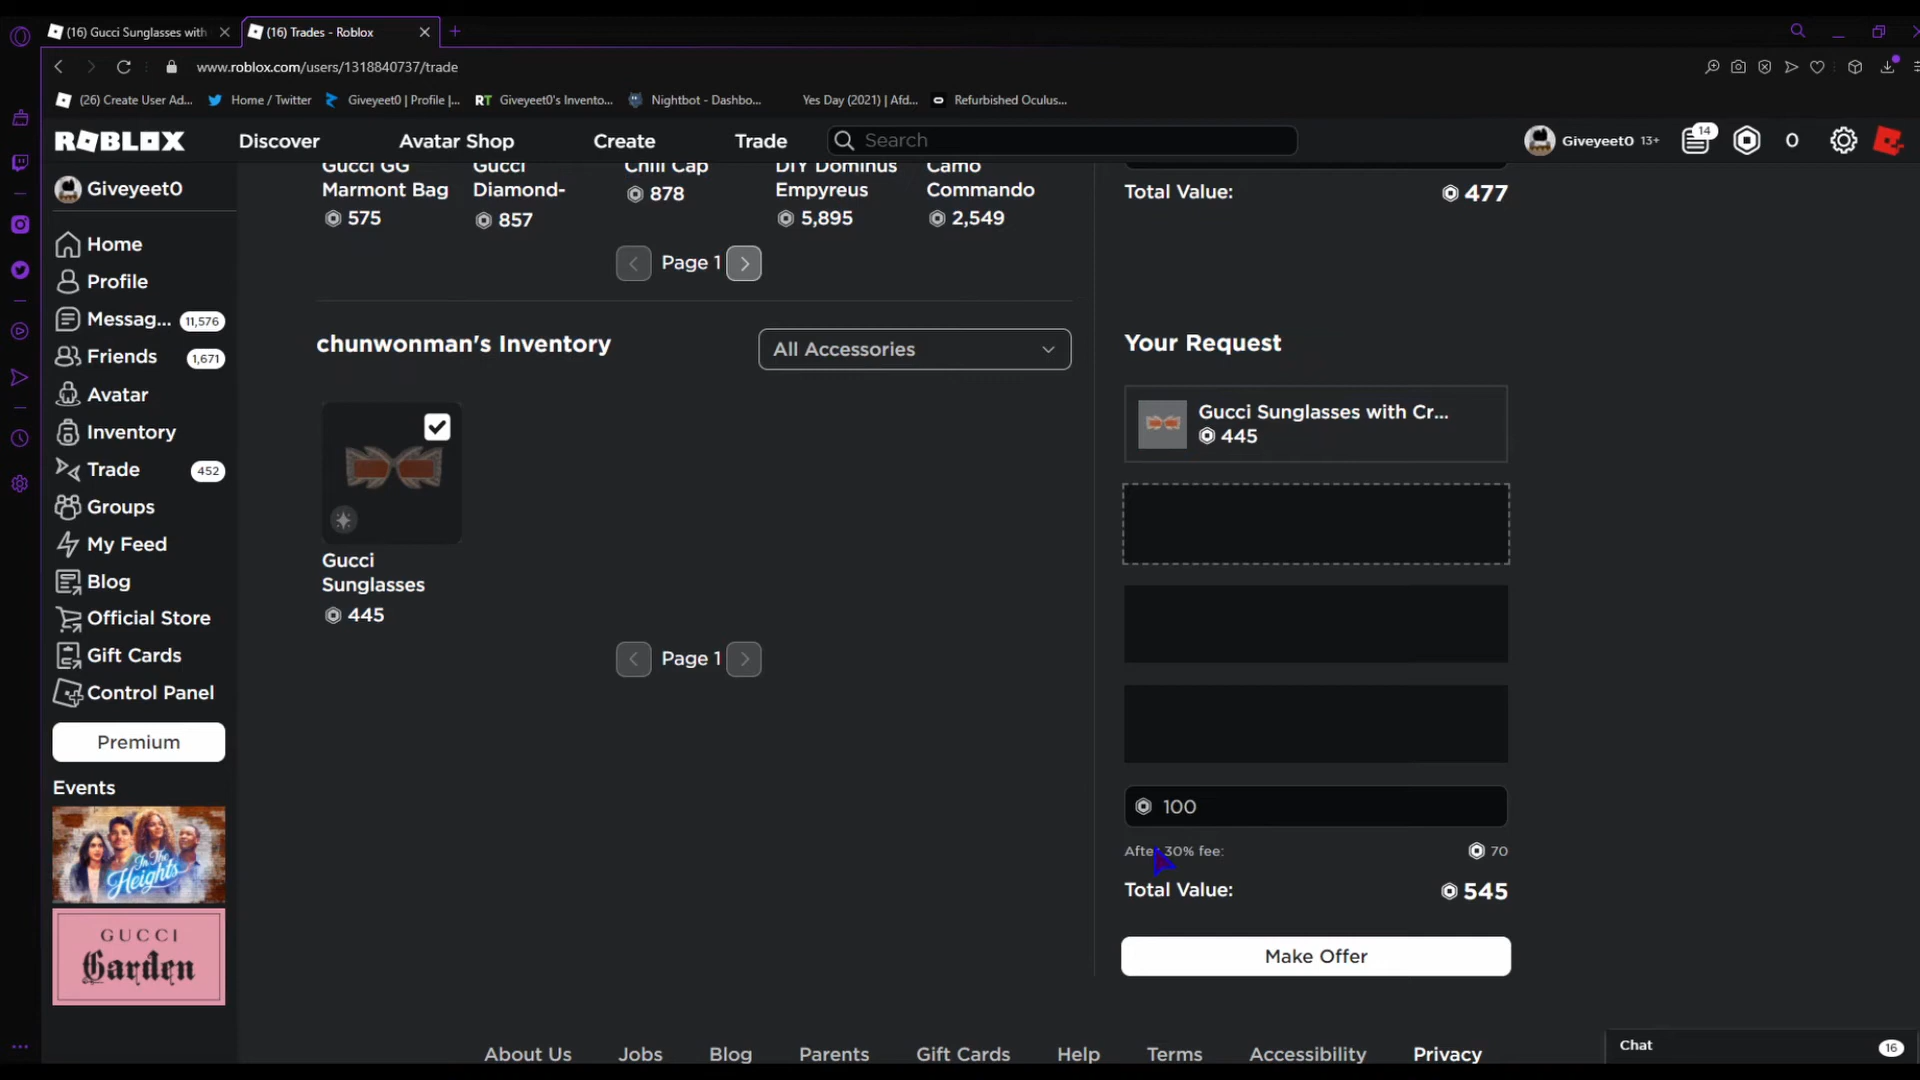 (16) Gucci Sunglasses with
(16) Trades - Roblox
www.roblox.com/users/1318840737/trade
(26) Create User Ad...
Home / Twitter
Giveyeet0 | Profile |...
RT Giveyeet0's Invento...
Nightbot - Dashbo...
Yes Day (2021) | Afd...
Refurbished Oculus...
ROBLOX
Discover
Avatar Shop
Create
Trade
Search
Giveyeet0 13+
14
0
Giveyeet0
Home
Profile
Messag... 11,576
Friends 1,671
Avatar
Inventory
Trade 452
Groups
My Feed
Blog
Official Store
Gift Cards
Control Panel
Premium
Events
IN The
Heights
GUCCI
Garden
Gucci GG
Marmont Bag
575
Gucci
Diamond-
857
Chill Cap
878
DIY Dominus
Empyreus
5,895
Camo
Commando
2,549
Page 1
chunwonman's Inventory
All Accessories
Gucci
Sunglasses
445
Page 1
Total Value: 477
Your Request
Gucci Sunglasses with Cr...
445
100
After 30% fee: 70
Total Value: 545
Make Offer
About Us
Jobs
Blog
Parents
Gift Cards
Help
Terms
Accessibility
Privacy
Chat 16